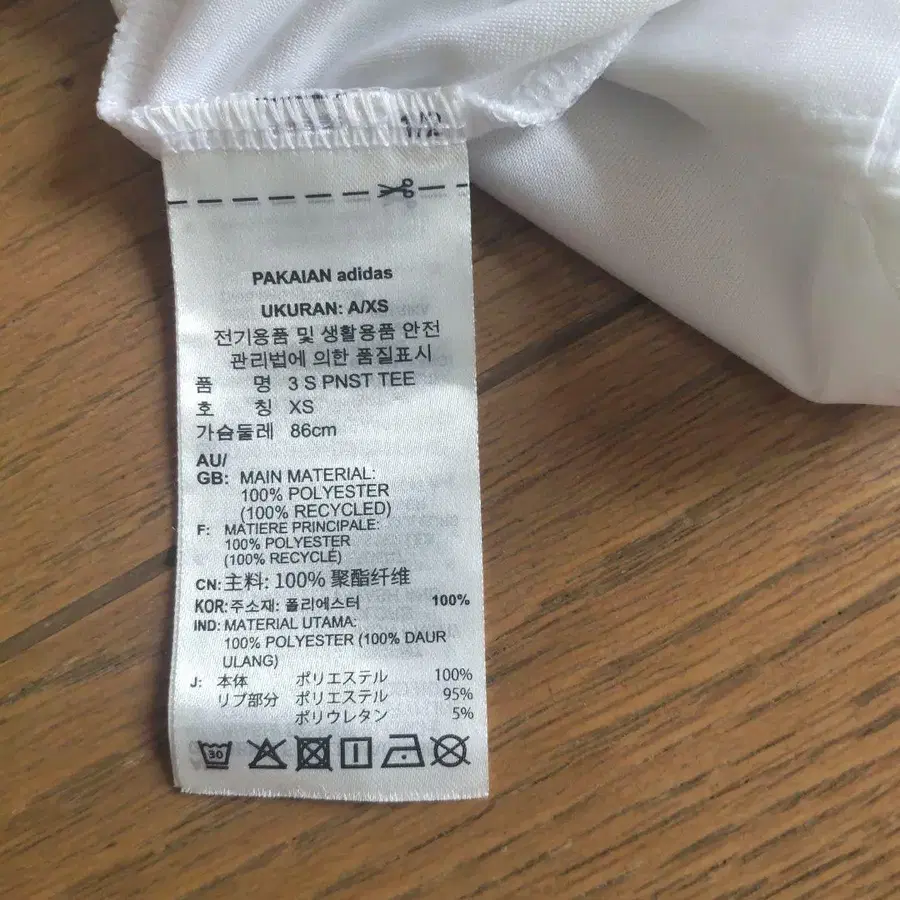 PAKAIAN adidas
UKURAN: A/XS
전기용품 및 생활용품 안전
관리법에 의한 품질표시
품 명 3 S PNST TEE
호 칭 XS
가슴둘레 86cm
AU/
GB: MAIN MATERIAL:
100% POLYESTER
(100% RECYCLED)
F: MATIERE PRINCIPALE:
100% POLYESTER
(100% RECYCLÉ)
CN: 主料: 100% 聚酯纤维
KOR: 주소재: 폴리에스터 100%
IND: MATERIAL UTAMA:
100% POLYESTER (100% DAUR
ULANG)
J: 本体 ポリエステル 100%
リブ部分 ポリエステル 95%
ポリウレタン 5%
30